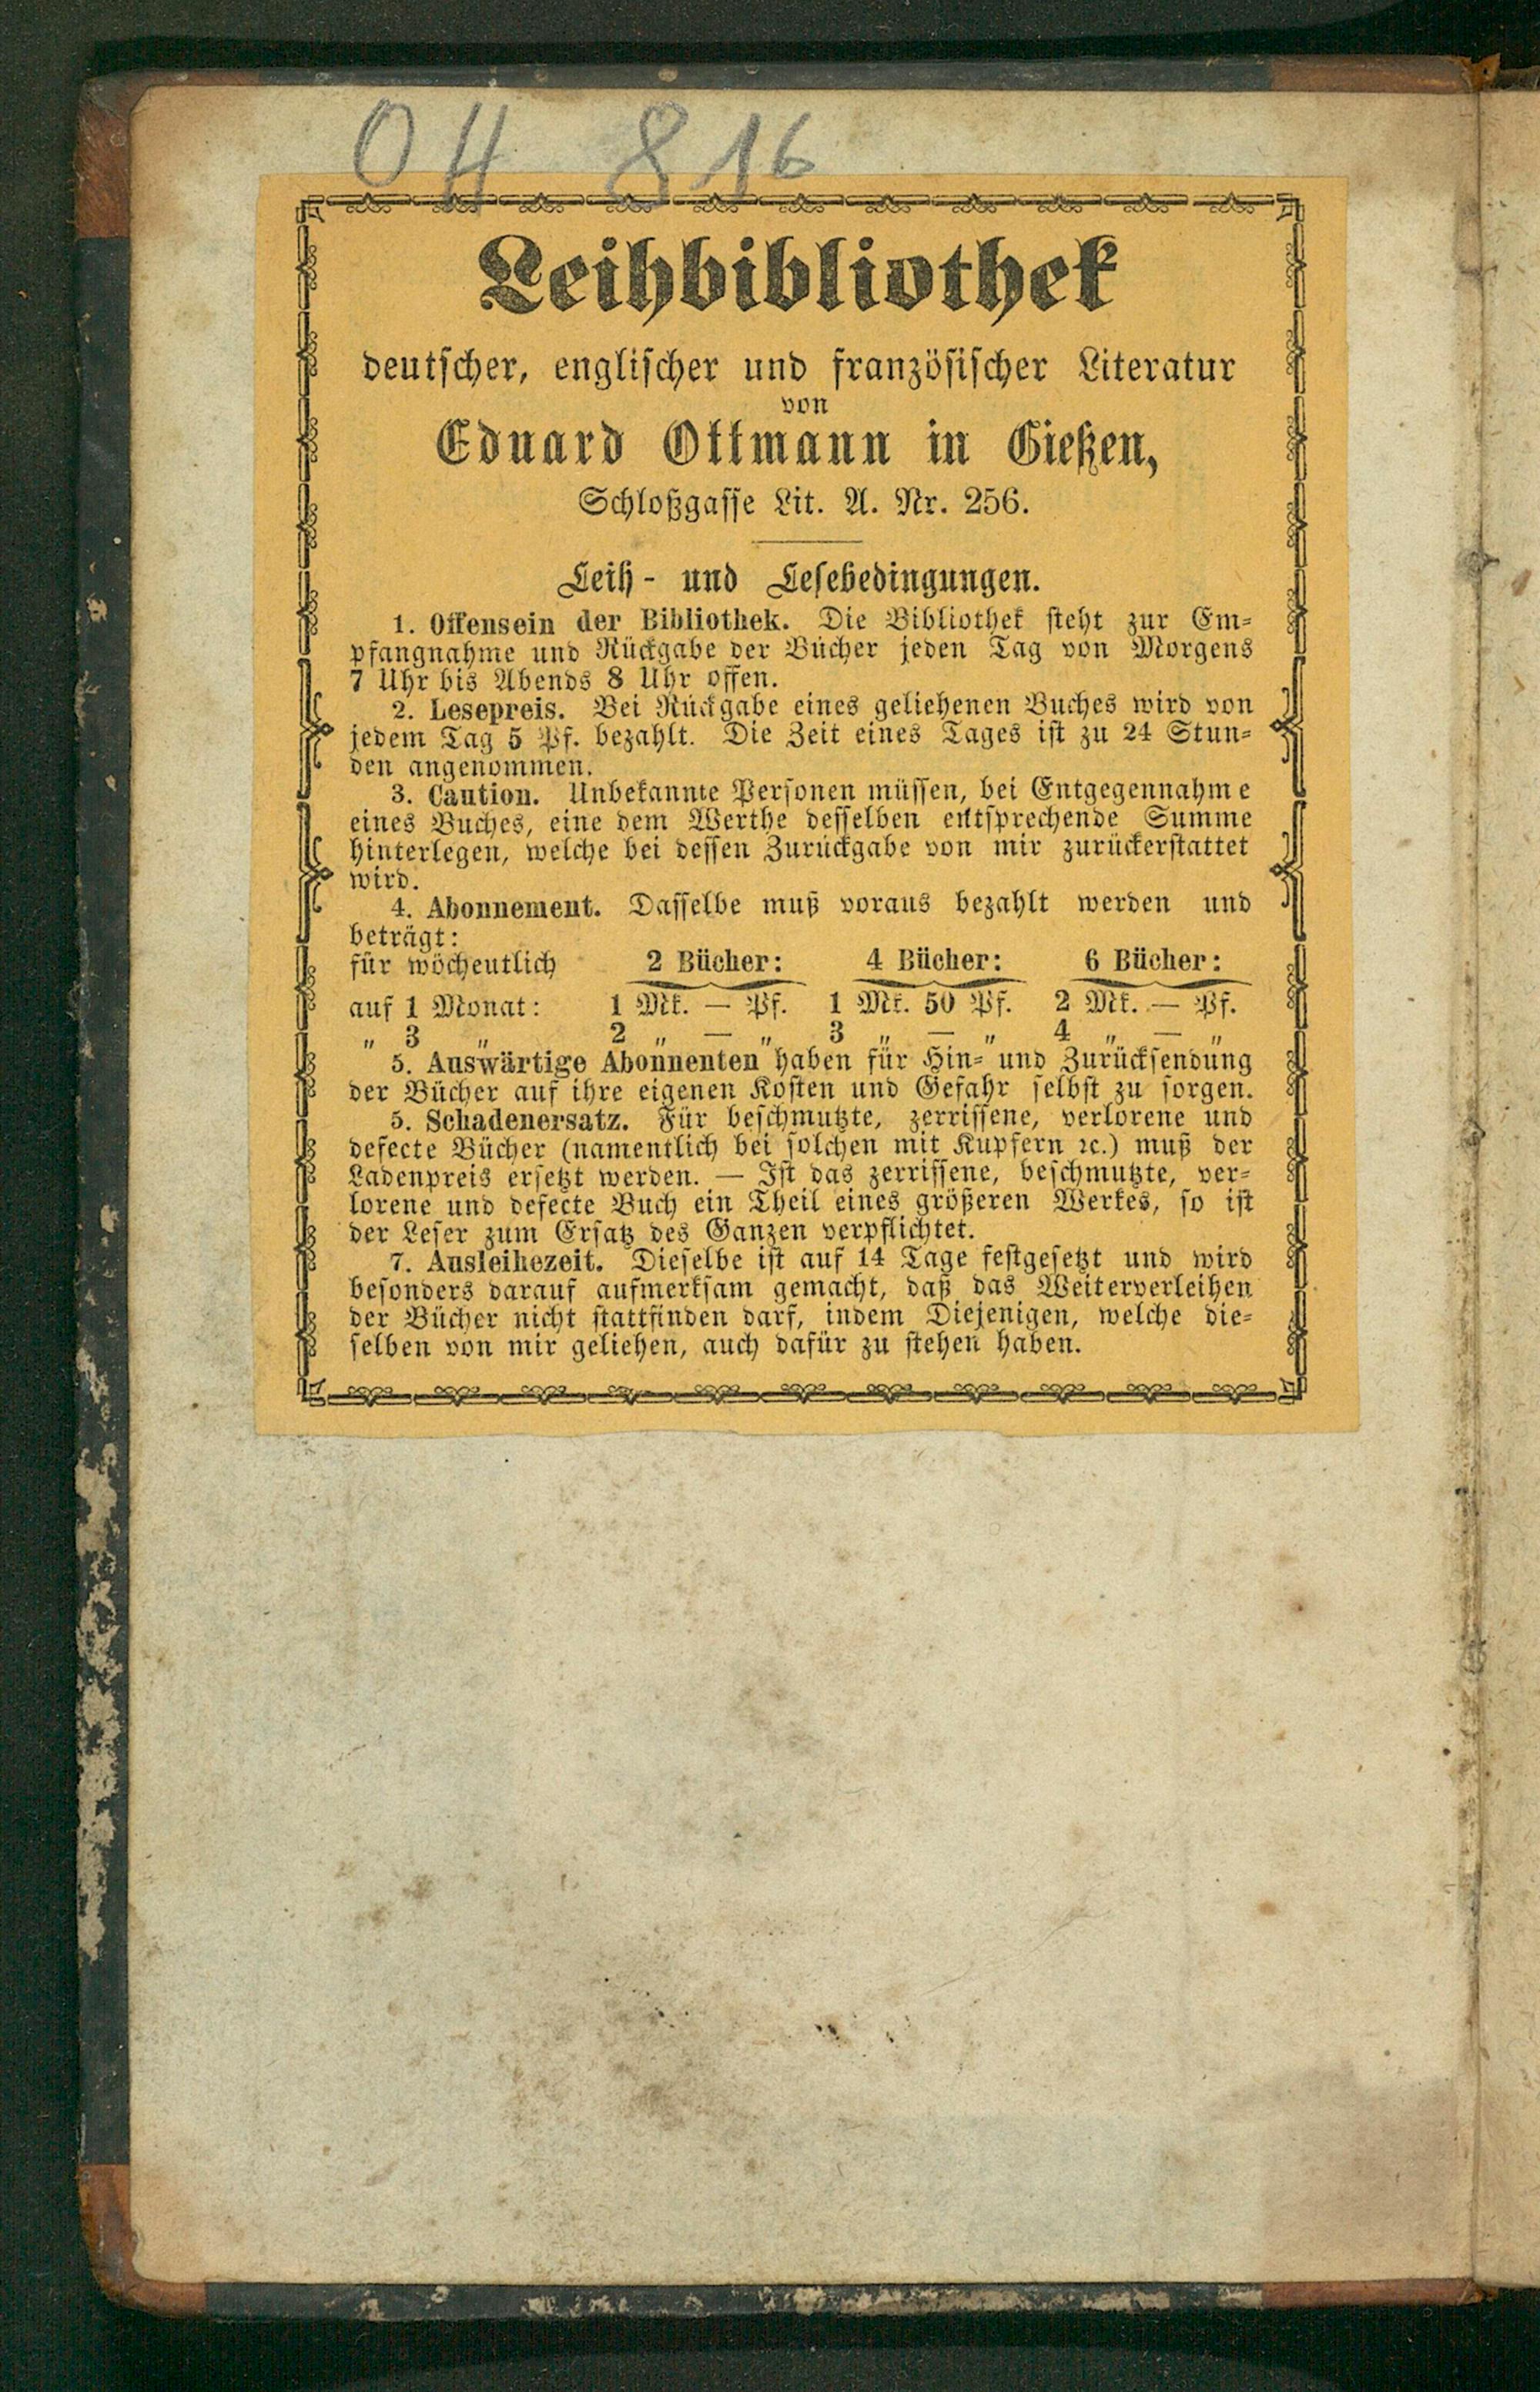 OH 816
Leihbibliothek
deutscher, englischer und französischer Literatur
von
Eduard Ottmann in Gießen,
Schloßgasse Lit. A. Nr. 256.
Leih- und Lesebedingungen.
1. Offensein der Bibliothek. Die Bibliothek steht zur Em-
pfangnahme und Rückgabe der Bücher jeden Tag von Morgens
7 Uhr bis Abends 8 Uhr offen.
2. Lesepreis. Bei Rückgabe eines geliehenen Buches wird von
jedem Tag 5 Pf. bezahlt. Die Zeit eines Tages ist zu 24 Stun-
den angenommen.
3. Caution. Unbekannte Personen müssen, bei Entgegennahme
eines Buches, eine dem Werthe desselben entsprechende Summe
hinterlegen, welche bei dessen Zurückgabe von mir zurückerstattet
wird.
4. Abonnement. Dasselbe muß voraus bezahlt werden und
beträgt:
für wöchentlich 2 Bücher: 4 Bücher: 6 Bücher:
auf 1 Monat: 1 Mk. — Pf. 1 Mk. 50 Pf. 2 Mk. — Pf.
„ 3 „ 2 „ — „ 3 „ — „ 4 „ — „
5. Auswärtige Abonnenten haben für Hin- und Zurücksendung
der Bücher auf ihre eigenen Kosten und Gefahr selbst zu sorgen.
5. Schadenersatz. Für beschmutzte, zerrissene, verlorene und
defecte Bücher (namentlich bei solchen mit Kupfern ꝛc.) muß der
Ladenpreis ersetzt werden. — Ist das zerrissene, beschmutzte, ver-
lorene und defecte Buch ein Theil eines größeren Werkes, so ist
der Leser zum Ersatz des Ganzen verpflichtet.
7. Ausleihezeit. Dieselbe ist auf 14 Tage festgesetzt und wird
besonders darauf aufmerksam gemacht, daß das Weiterverleihen
der Bücher nicht stattfinden darf, indem Diejenigen, welche die-
selben von mir geliehen, auch dafür zu stehen haben.